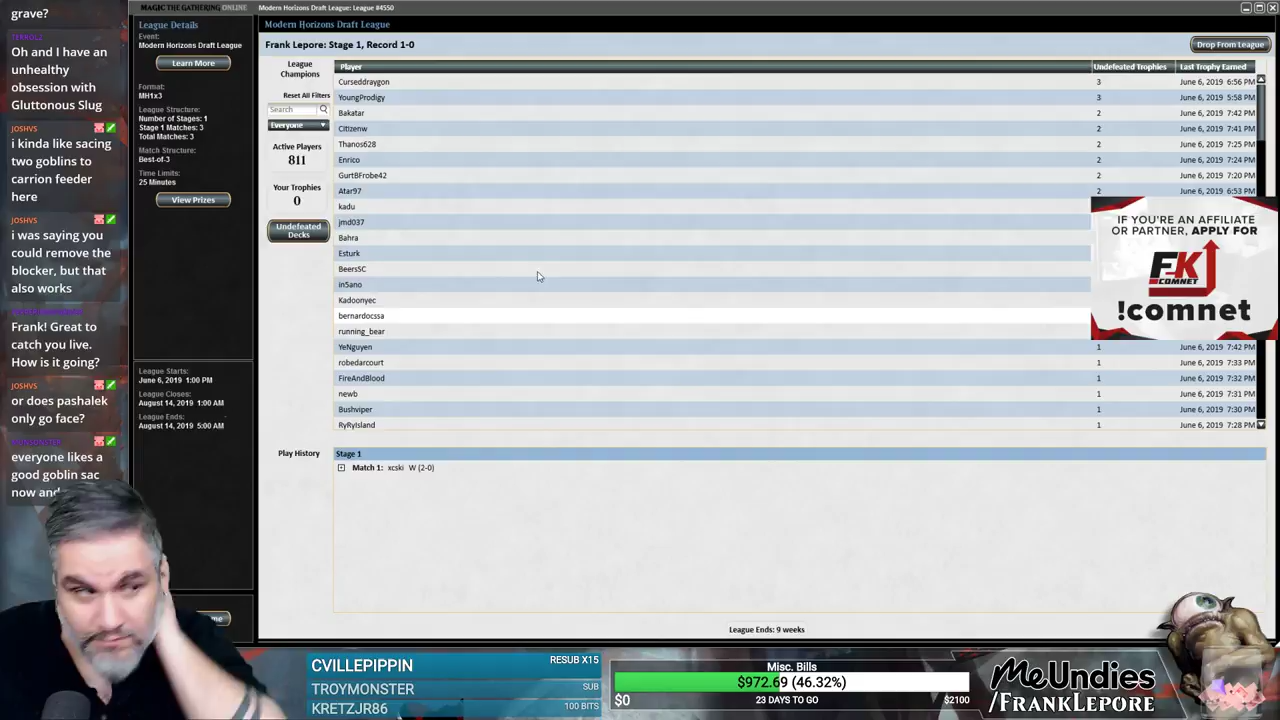 grave?
TERKOLZ
Oh and I have an
unhealthy
obsession with
Gluttonous Slug
JOSHVS
i kinda like sacing
two goblins to
carrion feeder
here
JOSHVS
i was saying you
could remove the
blocker, but that
also works
Frank! Great to
catch you live.
How is it going?
JOSHVS
or does pashalek
only go face?
everyone likes a
good goblin sac
now and
MAGIC THE GATHERING ONLINE
Modern Horizons Draft League: League #4550
League Details
Event:
Modern Horizons Draft League
Learn More
Format:
MH1x3
League Structure:
Number of Stages: 1
Stage 1 Matches: 3
Total Matches: 3
Match Structure:
Best-of-3
Time Limits:
25 Minutes
View Prizes
League Starts:
June 6, 2019 1:00 PM
League Closes:
August 14, 2019 1:00 AM
League Ends:
August 14, 2019 5:00 AM
Modern Horizons Draft League
Frank Lepore: Stage 1, Record 1-0
Drop From League
League
Champions
Reset All Filters
Search
Everyone
Active Players
811
Your Trophies
0
Undefeated
Decks
Player Undefeated Trophies Last Trophy Earned
Curseddraygon 3 June 6, 2019 6:56 PM
YoungProdigy 3 June 6, 2019 5:58 PM
Bakatar 2 June 6, 2019 7:42 PM
Citizenw 2 June 6, 2019 7:41 PM
Thanos628 2 June 6, 2019 7:25 PM
Enrico 2 June 6, 2019 7:24 PM
GurtBFrobe42 2 June 6, 2019 7:20 PM
Atar97 2 June 6, 2019 6:53 PM
kadu
jmd037
Bahra
Esturk
BeersSC
in5ano
Kadoonyec
bernardocssa
running_bear
YeNguyen 1 June 6, 2019 7:42 PM
robedarcourt 1 June 6, 2019 7:33 PM
FireAndBlood 1 June 6, 2019 7:32 PM
newb 1 June 6, 2019 7:31 PM
Bushviper 1 June 6, 2019 7:30 PM
RyRyIsland 1 June 6, 2019 7:28 PM
IF YOU'RE AN AFFILIATE
OR PARTNER, APPLY FOR
FK
COMNET
!comnet
Play History
Stage 1
Match 1: xcski W (2-0)
League Ends: 9 weeks
CVILLEPIPPIN RESUB X15
TROYMONSTER SUB
KRETZJR86 100 BITS
Misc. Bills
$972.69 (46.32%)
$0 23 DAYS TO GO $2100
MeUndies
/FRANKLEPORE